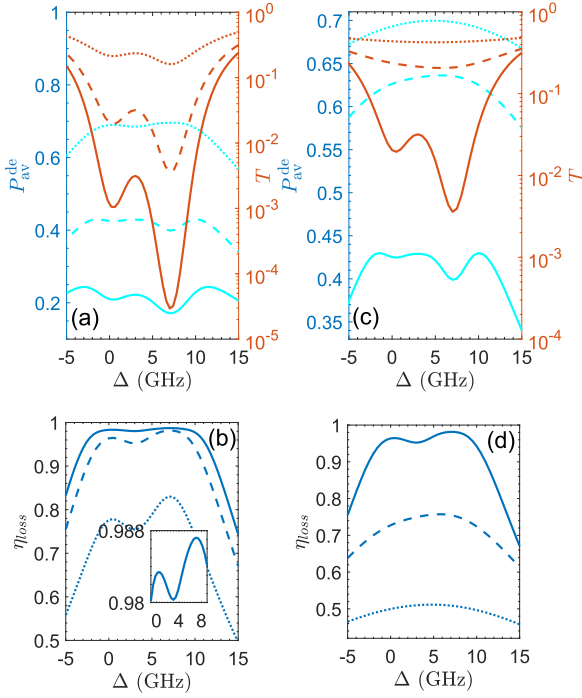 1
0.8
0.6
0.4
0.2
P_av^de
10^0
10^-1
10^-2
10^-3
10^-4
10^-5
T
(a)
-5 0 5 10 15
Δ (GHz)
0.7
0.65
0.6
0.55
0.5
0.45
0.4
0.35
P_av^de
10^0
10^-1
10^-2
10^-3
10^-4
T
(c)
-5 0 5 10 15
Δ (GHz)
1
0.9
0.8
0.7
0.6
0.5
η_loss
(b)
0.988
0.98
0 4 8
-5 0 5 10 15
Δ (GHz)
1
0.9
0.8
0.7
0.6
0.5
η_loss
(d)
-5 0 5 10 15
Δ (GHz)